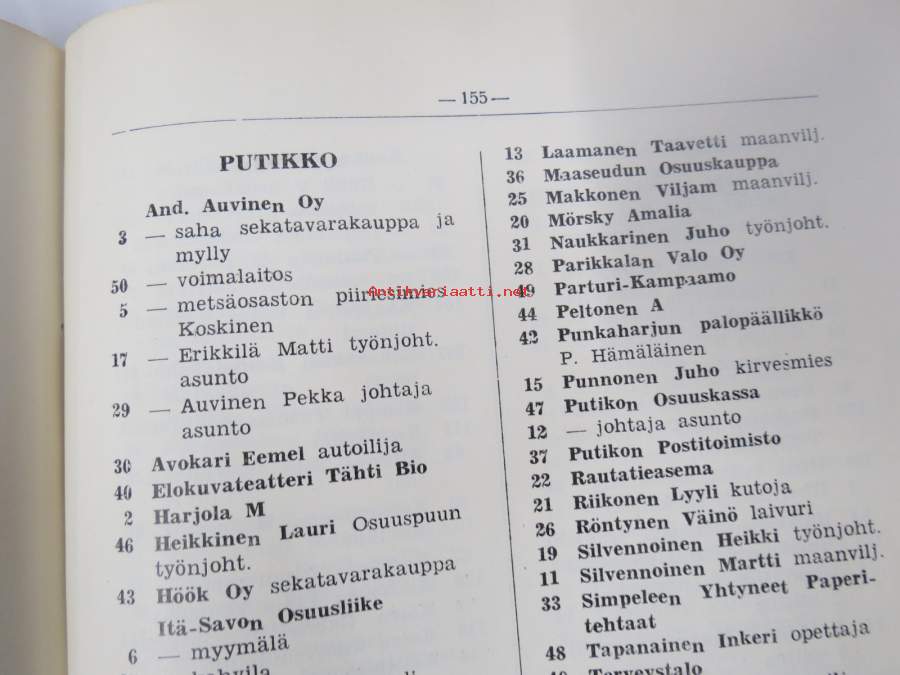 — 155 —
PUTIKKO
And. Auvinen Oy
3 — saha sekatavarakauppa ja
mylly
50 — voimalaitos
5 — metsäosaston piiriesimies
Koskinen
17 — Erikkilä Matti työnjoht.
asunto
29 — Auvinen Pekka johtaja
asunto
30 Avokari Eemel autoilija
40 Elokuvateatteri Tähti Bio
2 Harjola M
46 Heikkinen Lauri Osuuspuun
työnjoht.
43 Höök Oy sekatavarakauppa
Itä-Savon Osuusliike
6 — myymälä
kahvila
13 Laamanen Taavetti maanvilj.
36 Maaseudun Osuuskauppa
25 Makkonen Viljam maanvilj.
20 Mörsky Amalia
31 Naukkarinen Juho työnjoht.
28 Parikkalan Valo Oy
49 Parturi-Kampaamo
44 Peltonen A
42 Punkaharjun palopäällikkö
P. Hämäläinen
15 Punnonen Juho kirvesmies
47 Putikon Osuuskassa
12 — johtaja asunto
37 Putikon Postitoimisto
22 Rautatieasema
21 Riikonen Lyyli kutoja
26 Röntynen Väinö laivuri
19 Silvennoinen Heikki työnjoht.
11 Silvennoinen Martti maanvilj.
33 Simpeleen Yhtyneet Paperi-
tehtaat
48 Tapanainen Inkeri opettaja
Terveystalo
Antikvariaatti.net